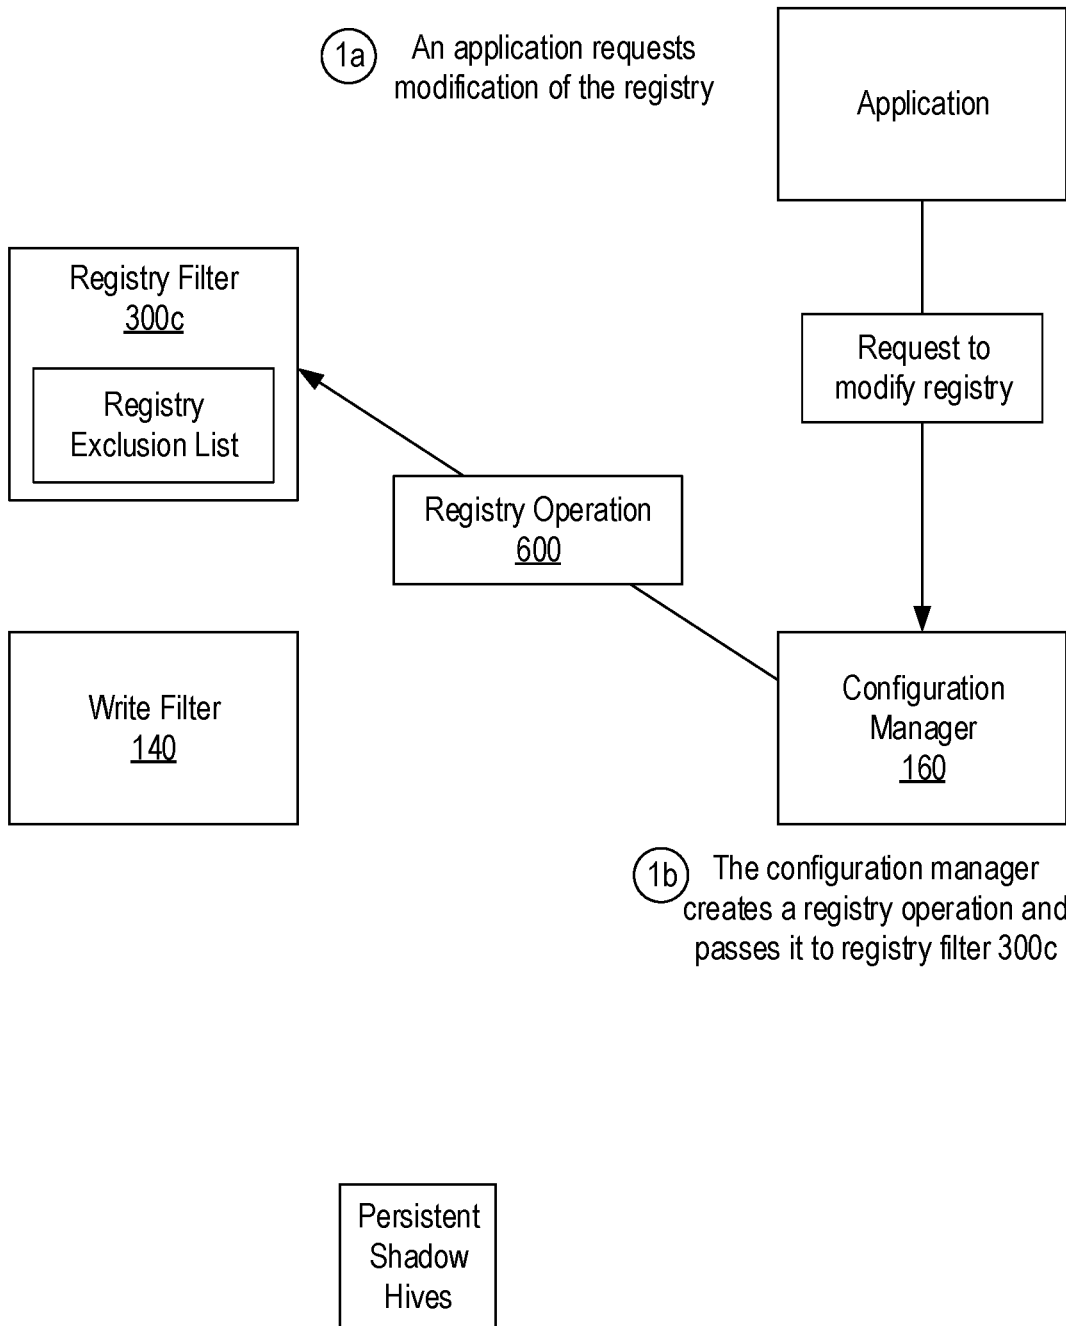 1a
An application requests
modification of the registry
Application
Registry Filter
300c
Registry
Exclusion List
Request to
modify registry
Registry Operation
600
Write Filter
140
Configuration
Manager
160
1b
The configuration manager
creates a registry operation and
passes it to registry filter 300c
Persistent
Shadow
Hives